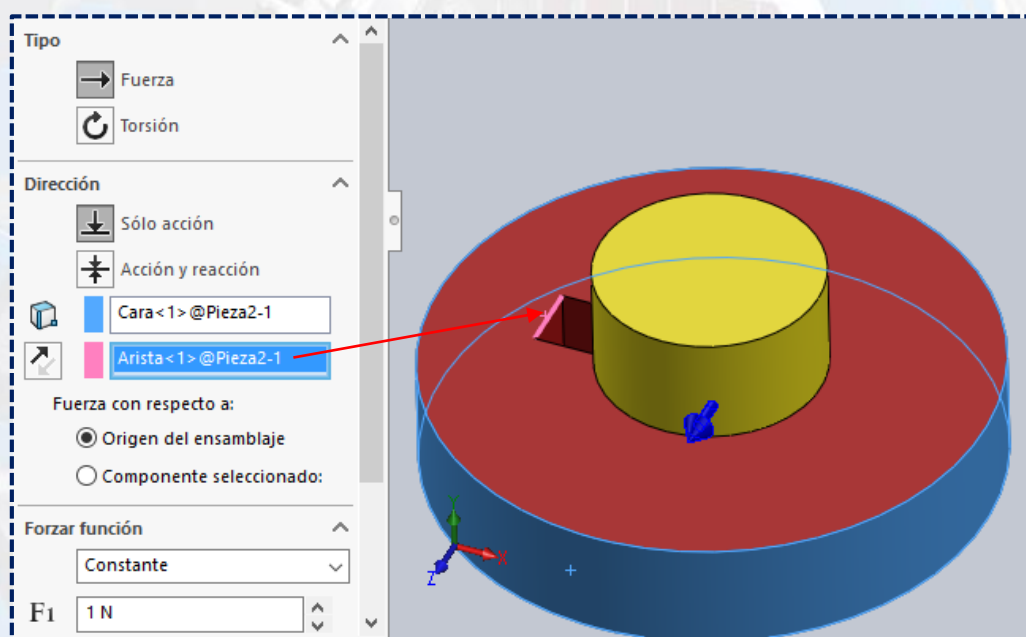 Tipo
Fuerza
Torsión
Dirección
Sólo acción
Acción y reacción
Cara<1>@Pieza2-1
Arista<1>@Pieza2-1
Fuerza con respecto a:
Origen del ensamblaje
Componente seleccionado:
Forzar función
Constante
F1 1 N
Y
X
Z